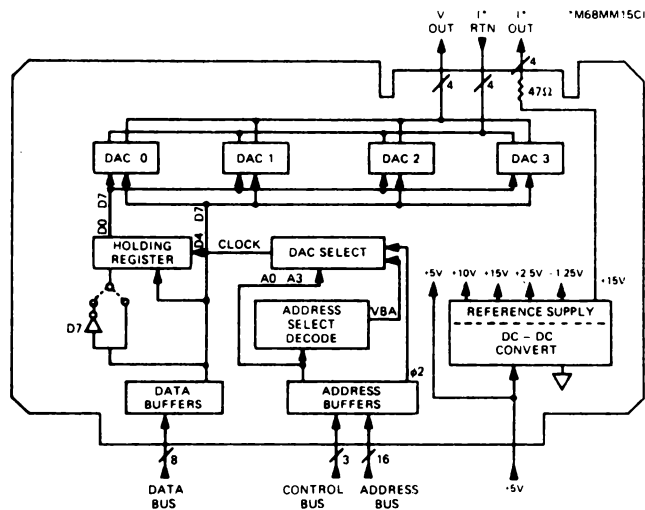 V OUT
I* RTN
I* OUT
*M68MM15CI
4
4
4
47Ω
DAC 0
DAC 1
DAC 2
DAC 3
D0 D7
D4 D7
HOLDING REGISTER
CLOCK
DAC SELECT
A0 A3
VBA
ADDRESS SELECT DECODE
φ2
D7
+5V
+10V
+15V
+2 5V
-1 25V
+15V
REFERENCE SUPPLY
DC - DC CONVERT
DATA BUFFERS
ADDRESS BUFFERS
8
3
16
DATA BUS
CONTROL BUS
ADDRESS BUS
+5V